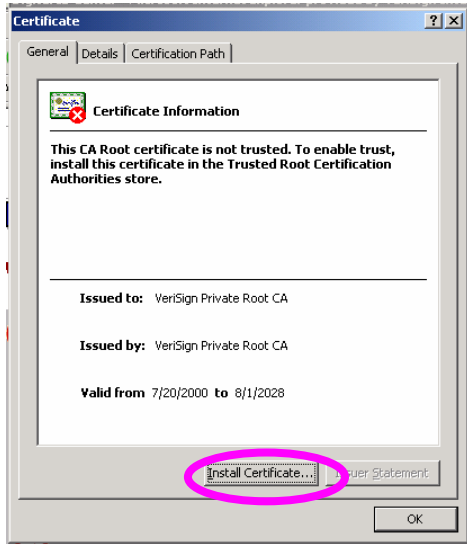 Certificate
? X
General Details Certification Path
Certificate Information
This CA Root certificate is not trusted. To enable trust,
install this certificate in the Trusted Root Certification
Authorities store.
Issued to: VeriSign Private Root CA
Issued by: VeriSign Private Root CA
Valid from 7/20/2000 to 8/1/2028
Install Certificate... Statement
OK